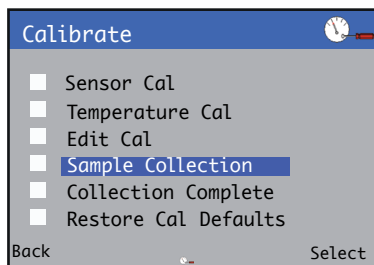 Calibrate
Sensor Cal
Temperature Cal
Edit Cal
Sample Collection
Collection Complete
Restore Cal Defaults
Back Select